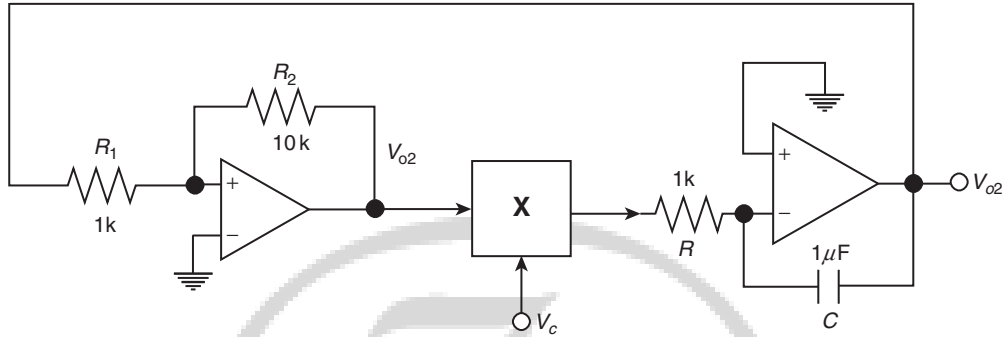 R₂
10 k
Vo2
R₁
1k
+
−
X
Vc
1k
R
+
−
1μF
C
Vo2